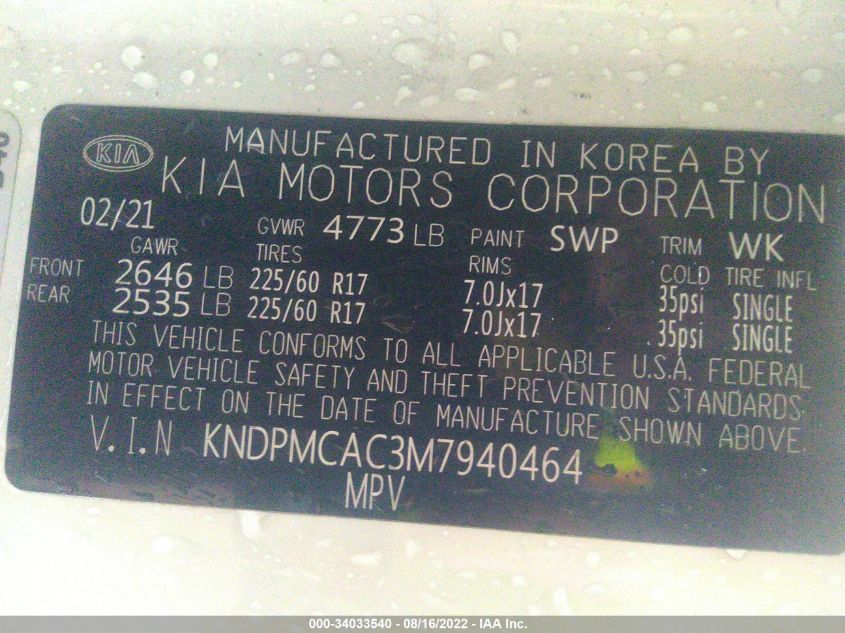 KIA MANUFACTURED IN KOREA BY
KIA MOTORS CORPORATION
02/21 GVWR 4773 LB PAINT SWP TRIM WK
GAWR TIRES RIMS COLD TIRE INFL
FRONT 2646 LB 225/60 R17 7.0Jx17 35psi SINGLE
REAR 2535 LB 225/60 R17 7.0Jx17 35psi SINGLE
THIS VEHICLE CONFORMS TO ALL APPLICABLE U.S.A. FEDERAL
MOTOR VEHICLE SAFETY AND THEFT PREVENTION STANDARDS
IN EFFECT ON THE DATE OF MANUFACTURE SHOWN ABOVE.
V.I.N KNDPMCAC3M7940464
MPV
000-34033540 - 08/16/2022 - IAA Inc.